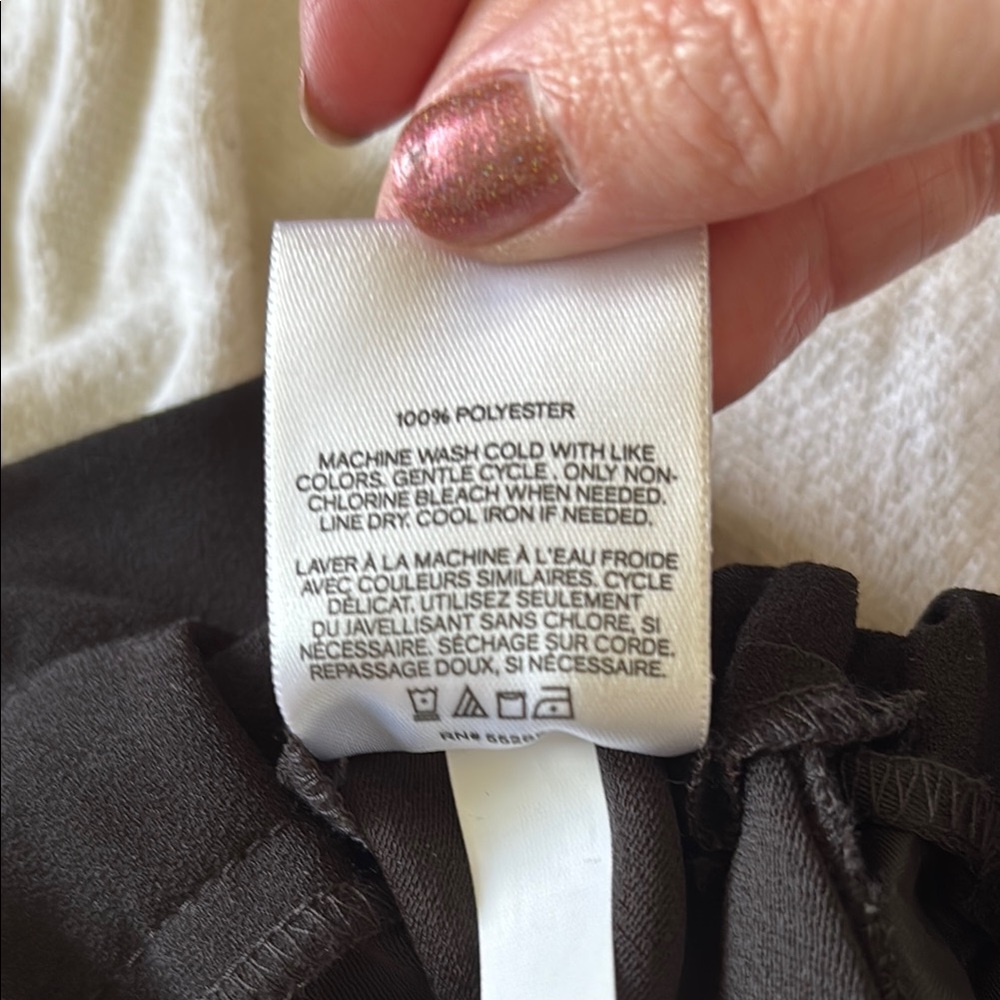 100% POLYESTER
MACHINE WASH COLD WITH LIKE
COLORS. GENTLE CYCLE. ONLY NON-
CHLORINE BLEACH WHEN NEEDED.
LINE DRY. COOL IRON IF NEEDED.
LAVER À LA MACHINE À L'EAU FROIDE
AVEC COULEURS SIMILAIRES. CYCLE
DÉLICAT. UTILISEZ SEULEMENT
DU JAVELLISANT SANS CHLORE, SI
NÉCESSAIRE. SÉCHAGE SUR CORDE.
REPASSAGE DOUX, SI NÉCESSAIRE.
RN#